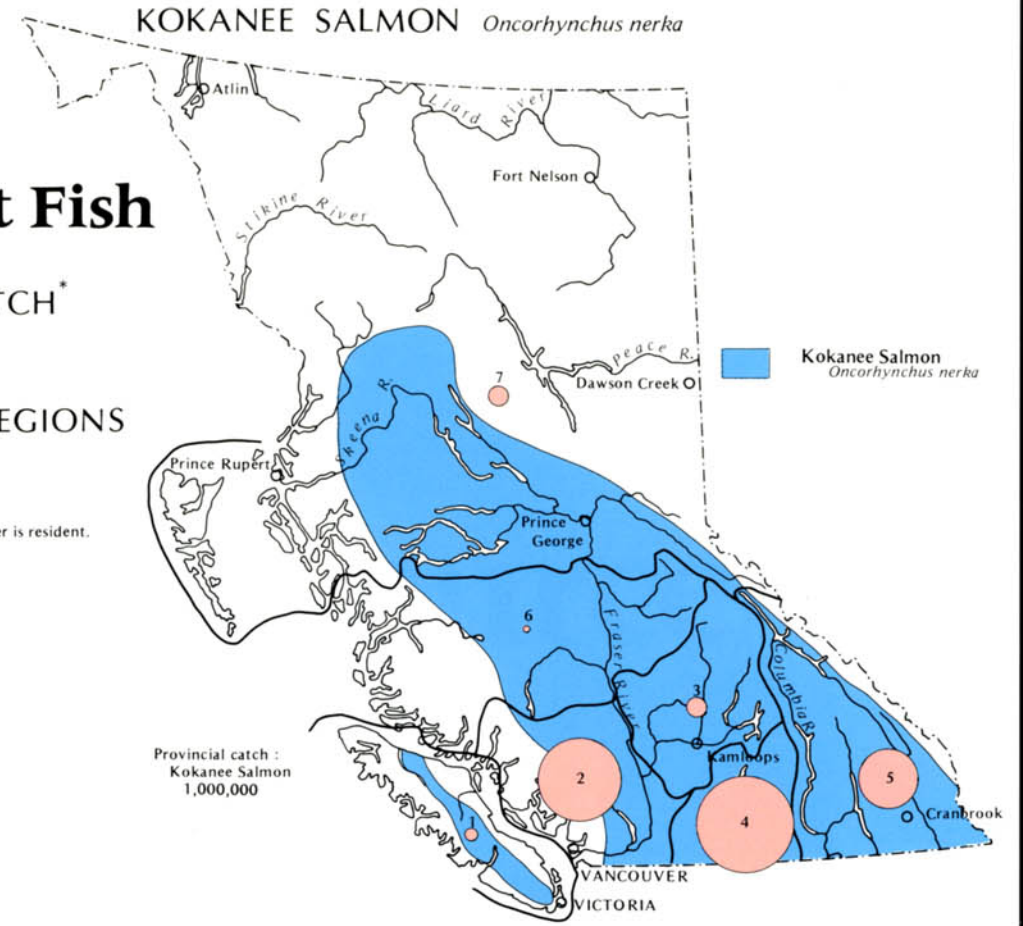 KOKANEE SALMON Oncorhynchus nerka
Atlin
Liard River
Fort Nelson
t Fish
Stikine River
TCH*
Peace R.
Kokanee Salmon
Oncorhynchus nerka
Dawson Creek
7
EGIONS
Skeena R.
Prince Rupert
er is resident.
Prince
George
6
Fraser River
Columbia R.
3
Provincial catch :
Kokanee Salmon
1,000,000
Kamloops
2
5
1
4
Cranbrook
VANCOUVER
VICTORIA